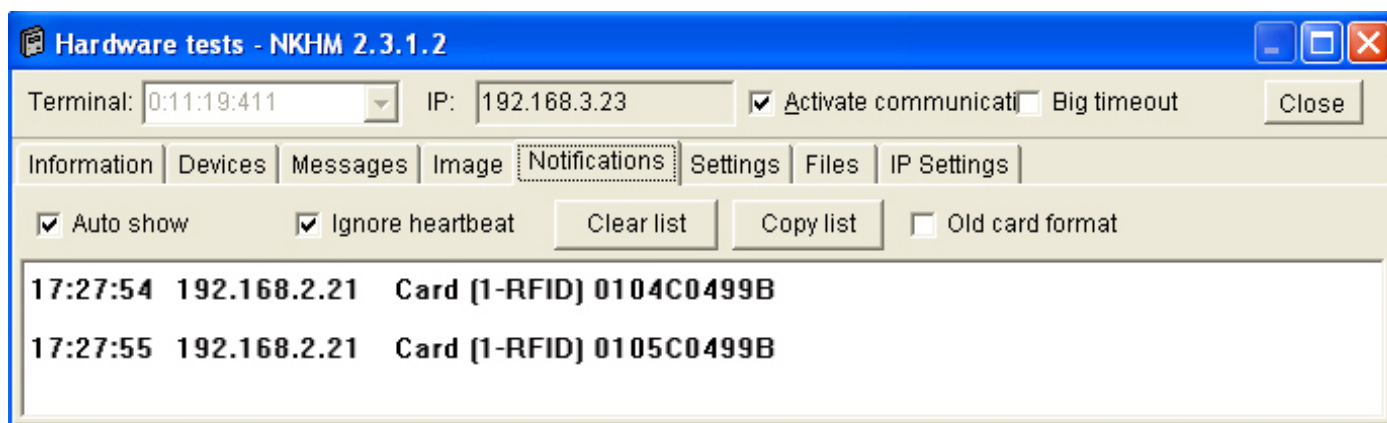 Hardware tests - NKHM 2.3.1.2
Terminal: 0:11:19:411 IP: 192.168.3.23 Activate communicati Big timeout Close
Information Devices Messages Image Notifications Settings Files IP Settings
Auto show Ignore heartbeat Clear list Copy list Old card format
17:27:54 192.168.2.21 Card (1-RFID) 0104C0499B
17:27:55 192.168.2.21 Card (1-RFID) 0105C0499B